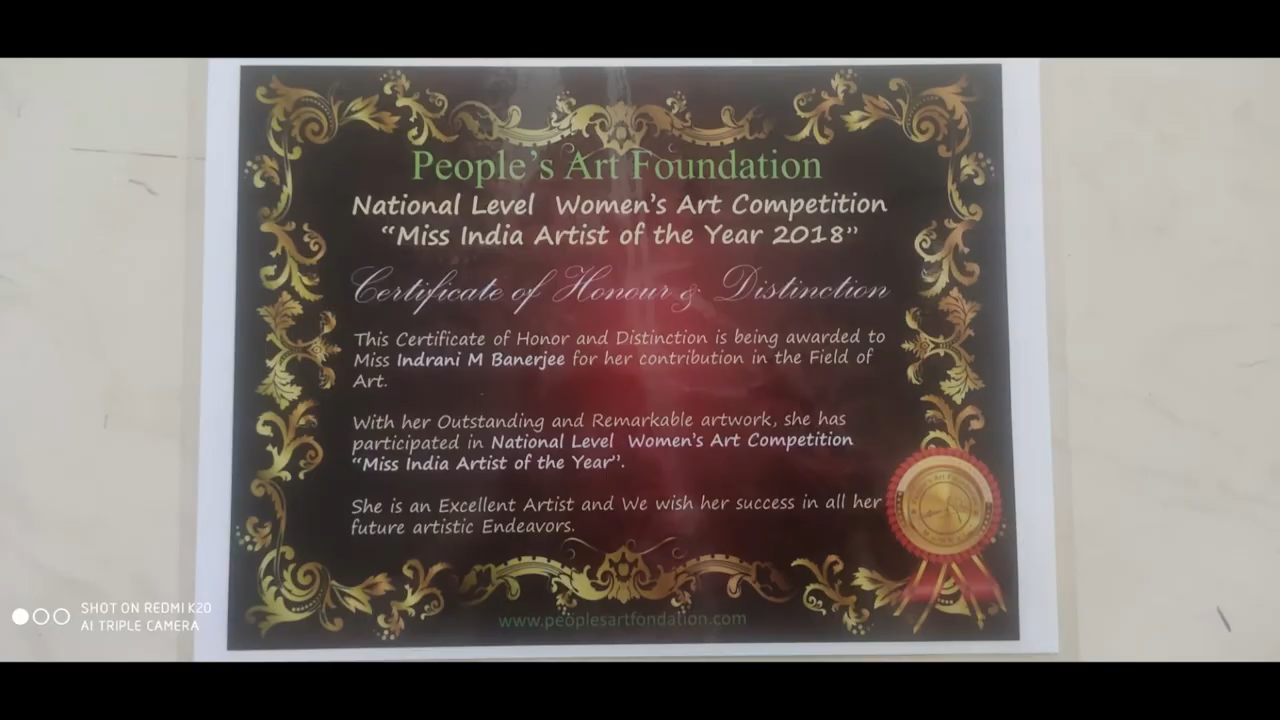 People's Art Foundation
National Level Women's Art Competition
“Miss India Artist of the Year 2018”
Certificate of Honour & Distinction
This Certificate of Honor and Distinction is being awarded to
Miss Indrani M Banerjee for her contribution in the Field of
Art.
With her Outstanding and Remarkable artwork, she has
participated in National Level Women's Art Competition
“Miss India Artist of the Year”.
She is an Excellent Artist and We wish her success in all her
future artistic Endeavors.
www.peoplesartfondation.com
SHOT ON REDMI K20
AI TRIPLE CAMERA